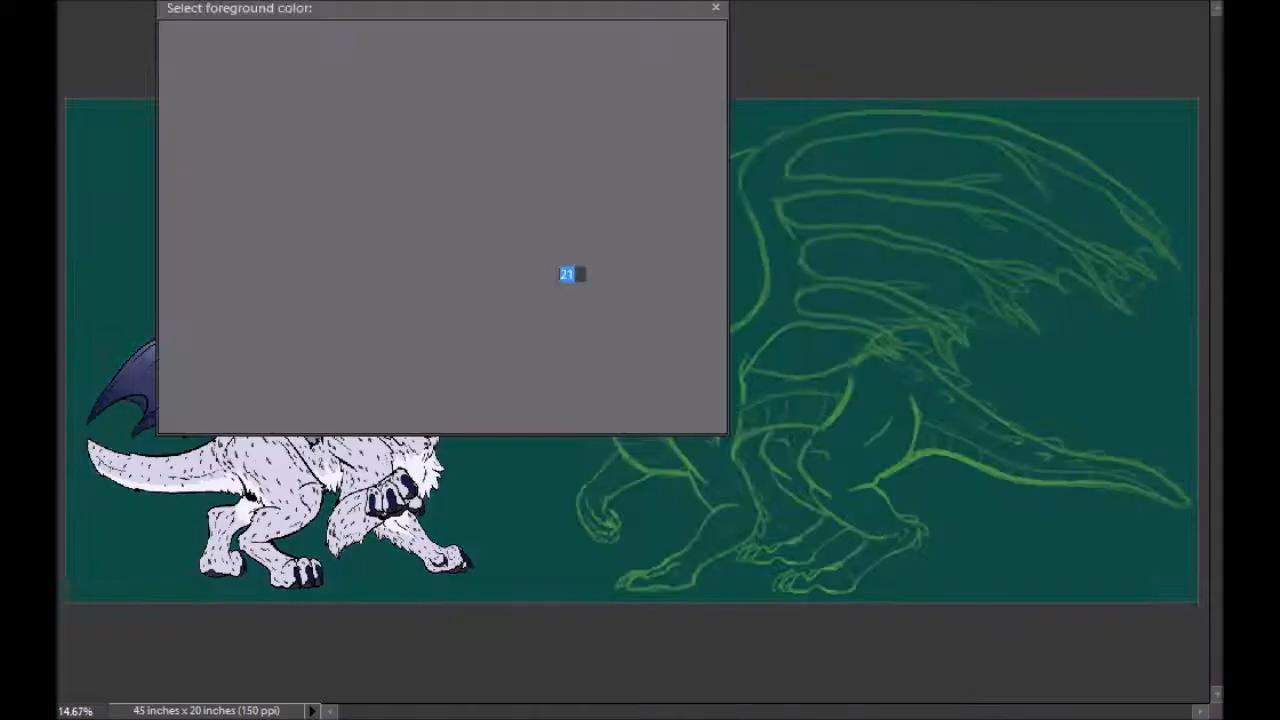 Select foreground color:
21
14.67%
45 inches x 20 inches (150 ppi)